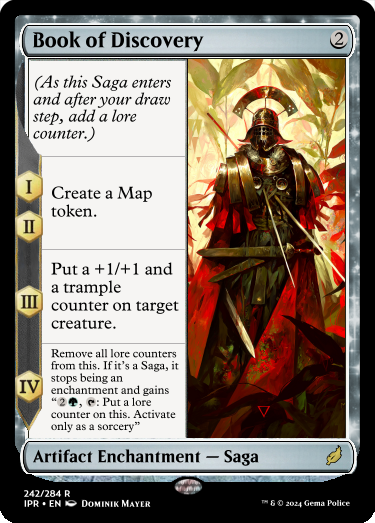 Book of Discovery 2
(As this Saga enters
and after your draw
step, add a lore
counter.)
I
II
Create a Map
token.
III
Put a +1/+1 and
a trample
counter on target
creature.
IV
Remove all lore counters
from this. If it's a Saga, it
stops being an
enchantment and gains
"2, : Put a lore
counter on this. Activate
only as a sorcery"
Artifact Enchantment — Saga
242/284 R
IPR • EN Dominik Mayer
™ & © 2024 Gema Police